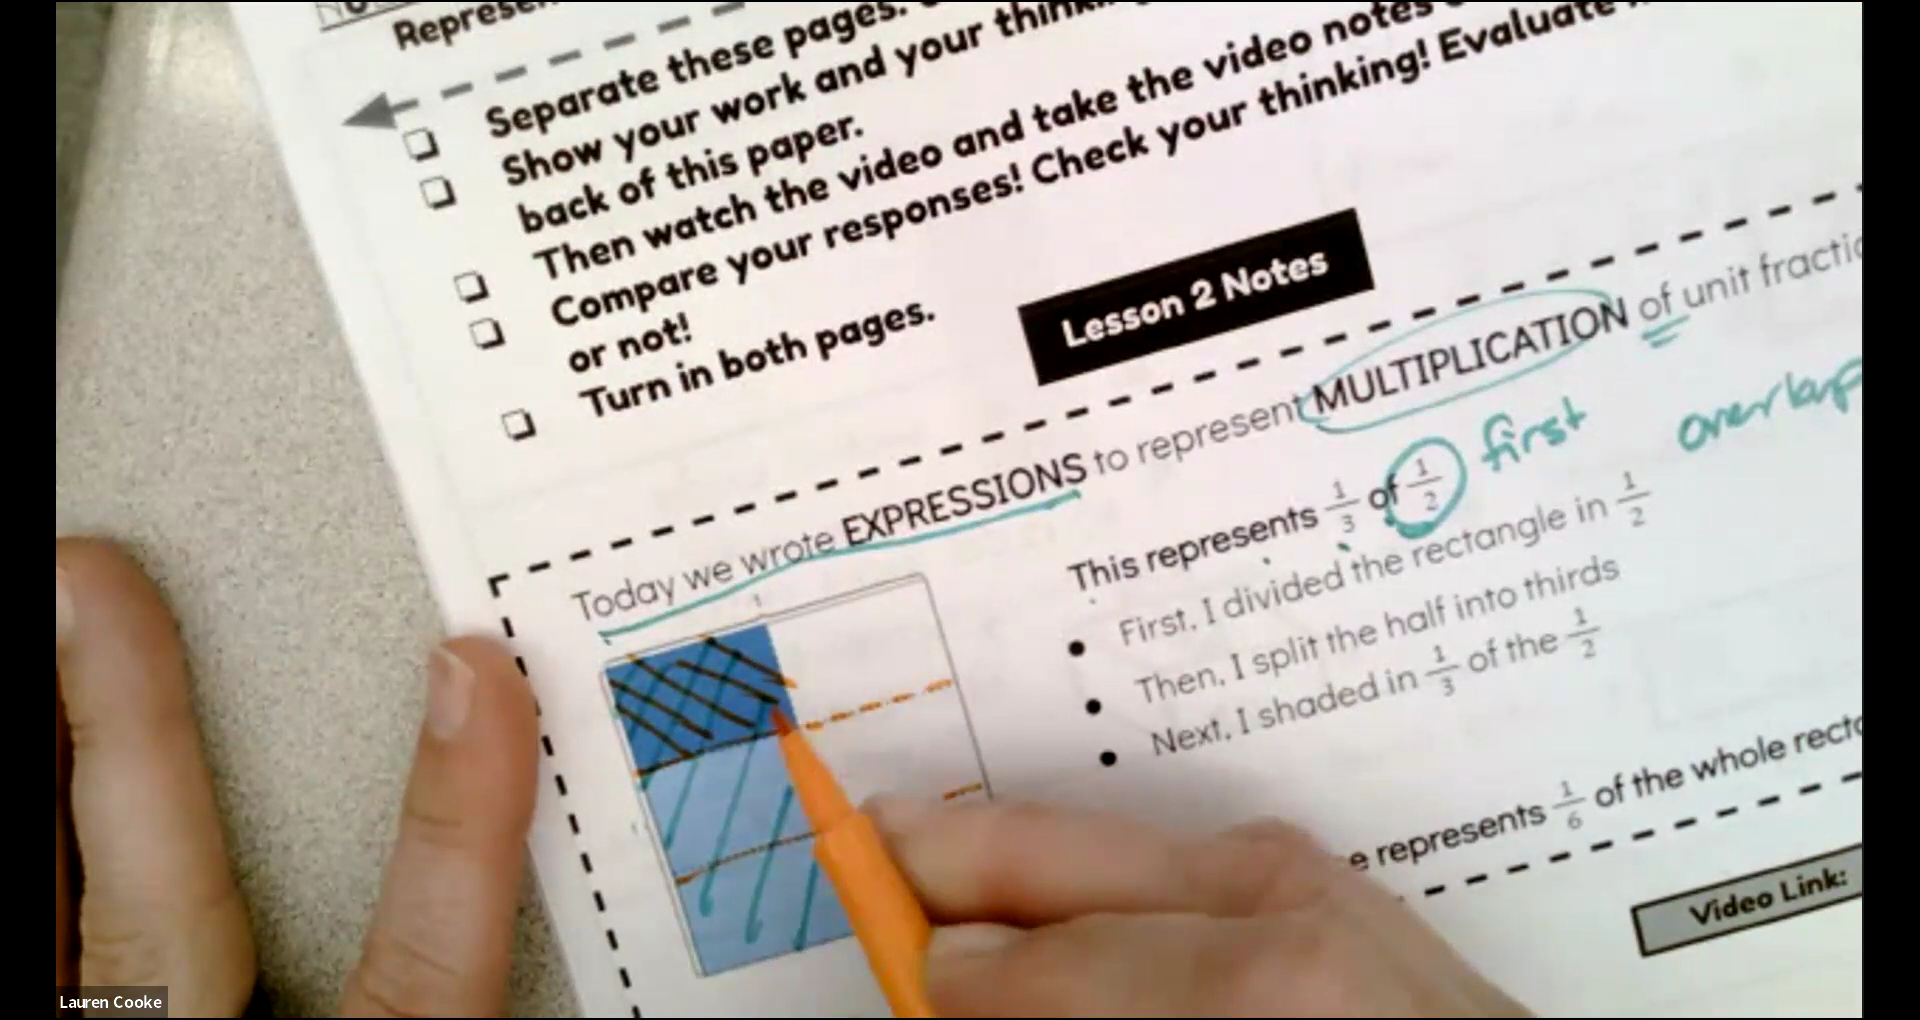 Separate these pages.
Show your work and your
back of this paper.
Then watch the video and take the video notes
Compare your responses! Check your thinking! Evaluate
or not!
Turn in both pages.
Lesson 2 Notes
Today we wrote EXPRESSIONS to represent MULTIPLICATION of unit
first
overlap
This represents 1/3 of 1/2
First, I divided the rectangle in 1/2
Then, I split the half into thirds
Next, I shaded in 1/3 of the 1/2
represents 1/6 of the whole
Video Link:
Lauren Cooke